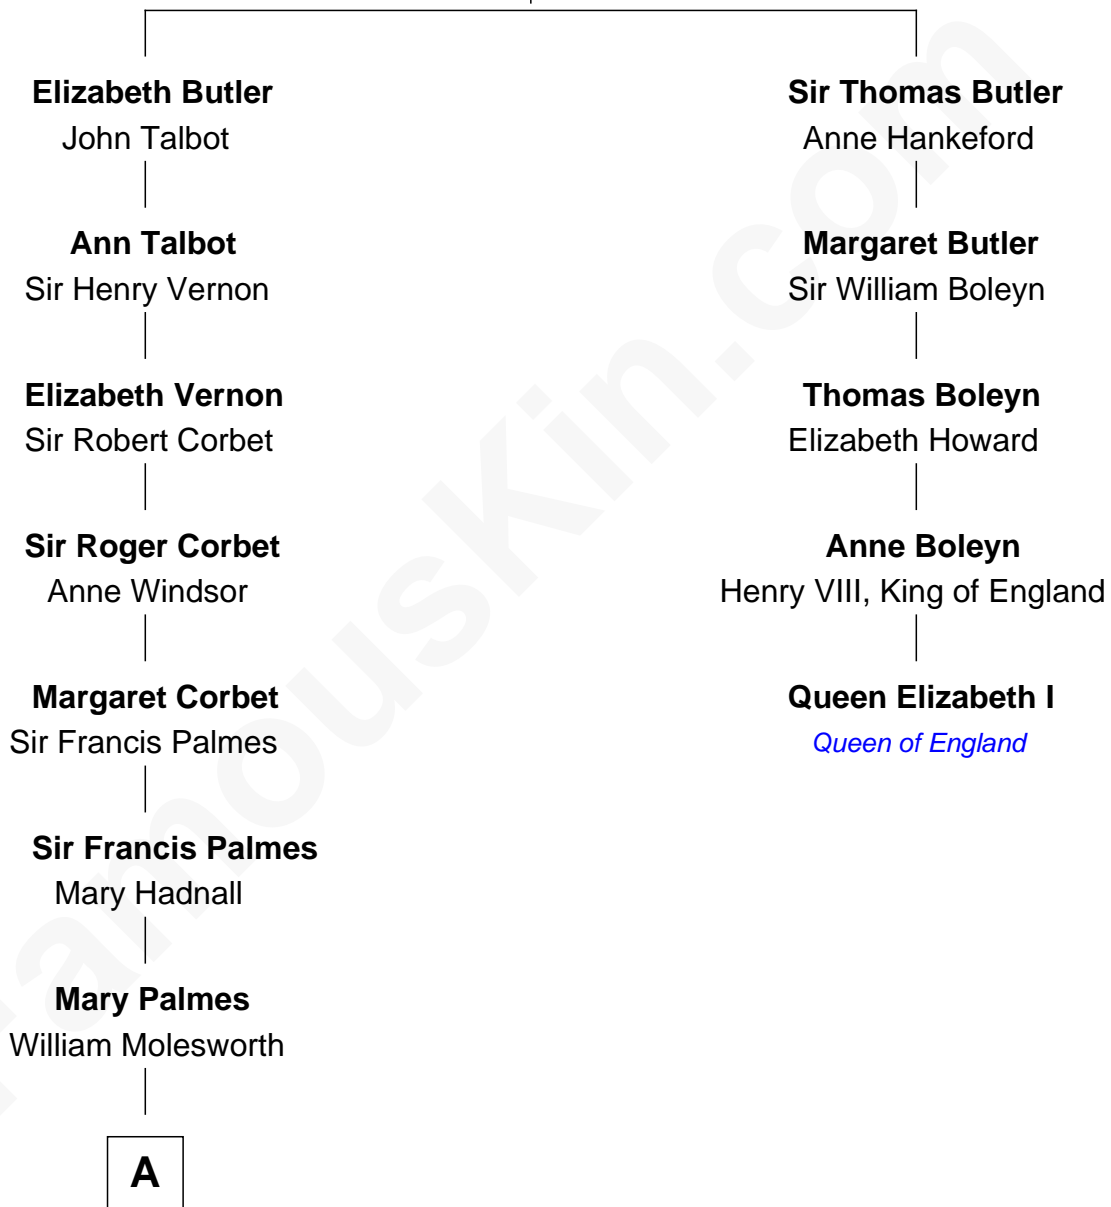 Elizabeth Butler
John Talbot
Ann Talbot
Sir Henry Vernon
Elizabeth Vernon
Sir Robert Corbet
Sir Roger Corbet
Anne Windsor
Margaret Corbet
Sir Francis Palmes
Sir Francis Palmes
Mary Hadnall
Mary Palmes
William Molesworth
A
Sir Thomas Butler
Anne Hankeford
Margaret Butler
Sir William Boleyn
Thomas Boleyn
Elizabeth Howard
Anne Boleyn
Henry VIII, King of England
Queen Elizabeth I
Queen of England
FamousKin.com